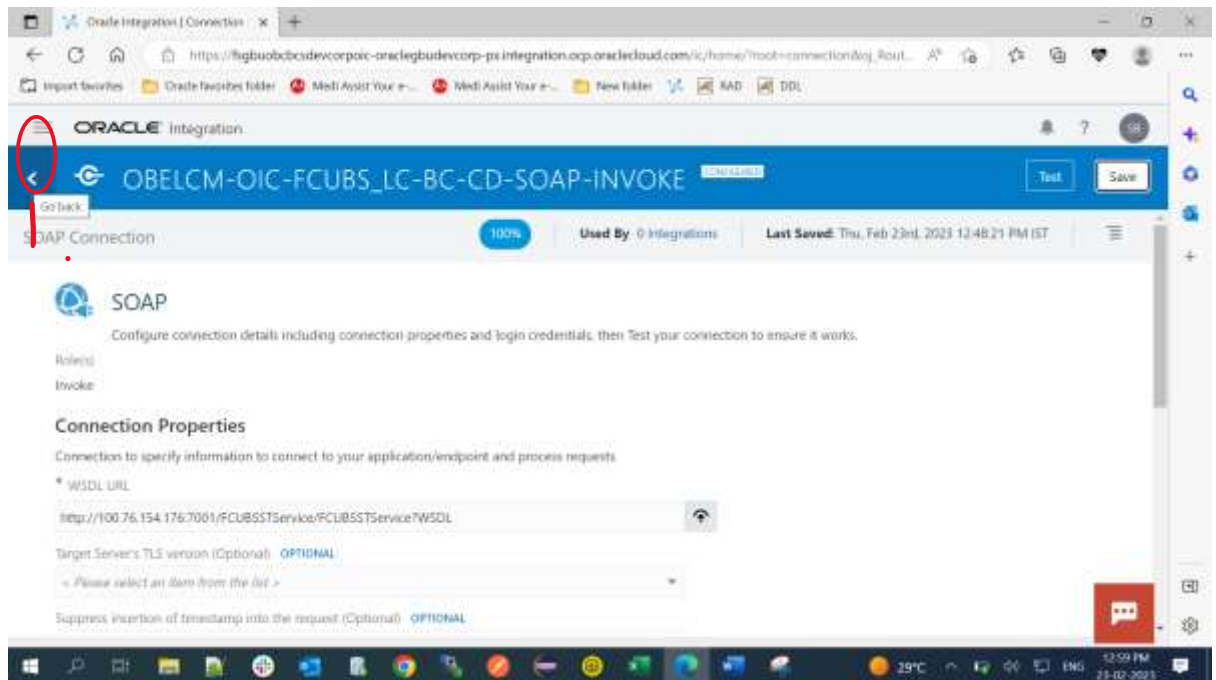 Oracle Integration | Connection
https://fsgbuobcbcsdevcorpoic-oraclegbudevcorp-px.integration.ocp.oraclecloud.com/ic/home/?root=connection&oj_Rout...
Import favorites Oracle favorites folder Medi Assist Your e-... Medi Assist Your e-... New folder RAD DDL
ORACLE Integration ? SB
OBELCM-OIC-FCUBS_LC-BC-CD-SOAP-INVOKE CONFIGURED Test Save
Go back
SOAP Connection 100% Used By 0 Integrations Last Saved: Thu, Feb 23rd, 2023 12:48:21 PM IST
SOAP
Configure connection details including connection properties and login credentials, then Test your connection to ensure it works.
Role(s)
Invoke
Connection Properties
Connection to specify information to connect to your application/endpoint and process requests
* WSDL URL
http://100.76.154.176:7001/FCUBSSTService/FCUBSSTService?WSDL
Target Server's TLS version (Optional) OPTIONAL
< Please select an item from the list >
Suppress insertion of timestamp into the request (Optional) OPTIONAL
29°C ENG 12:59 PM
23-02-2023